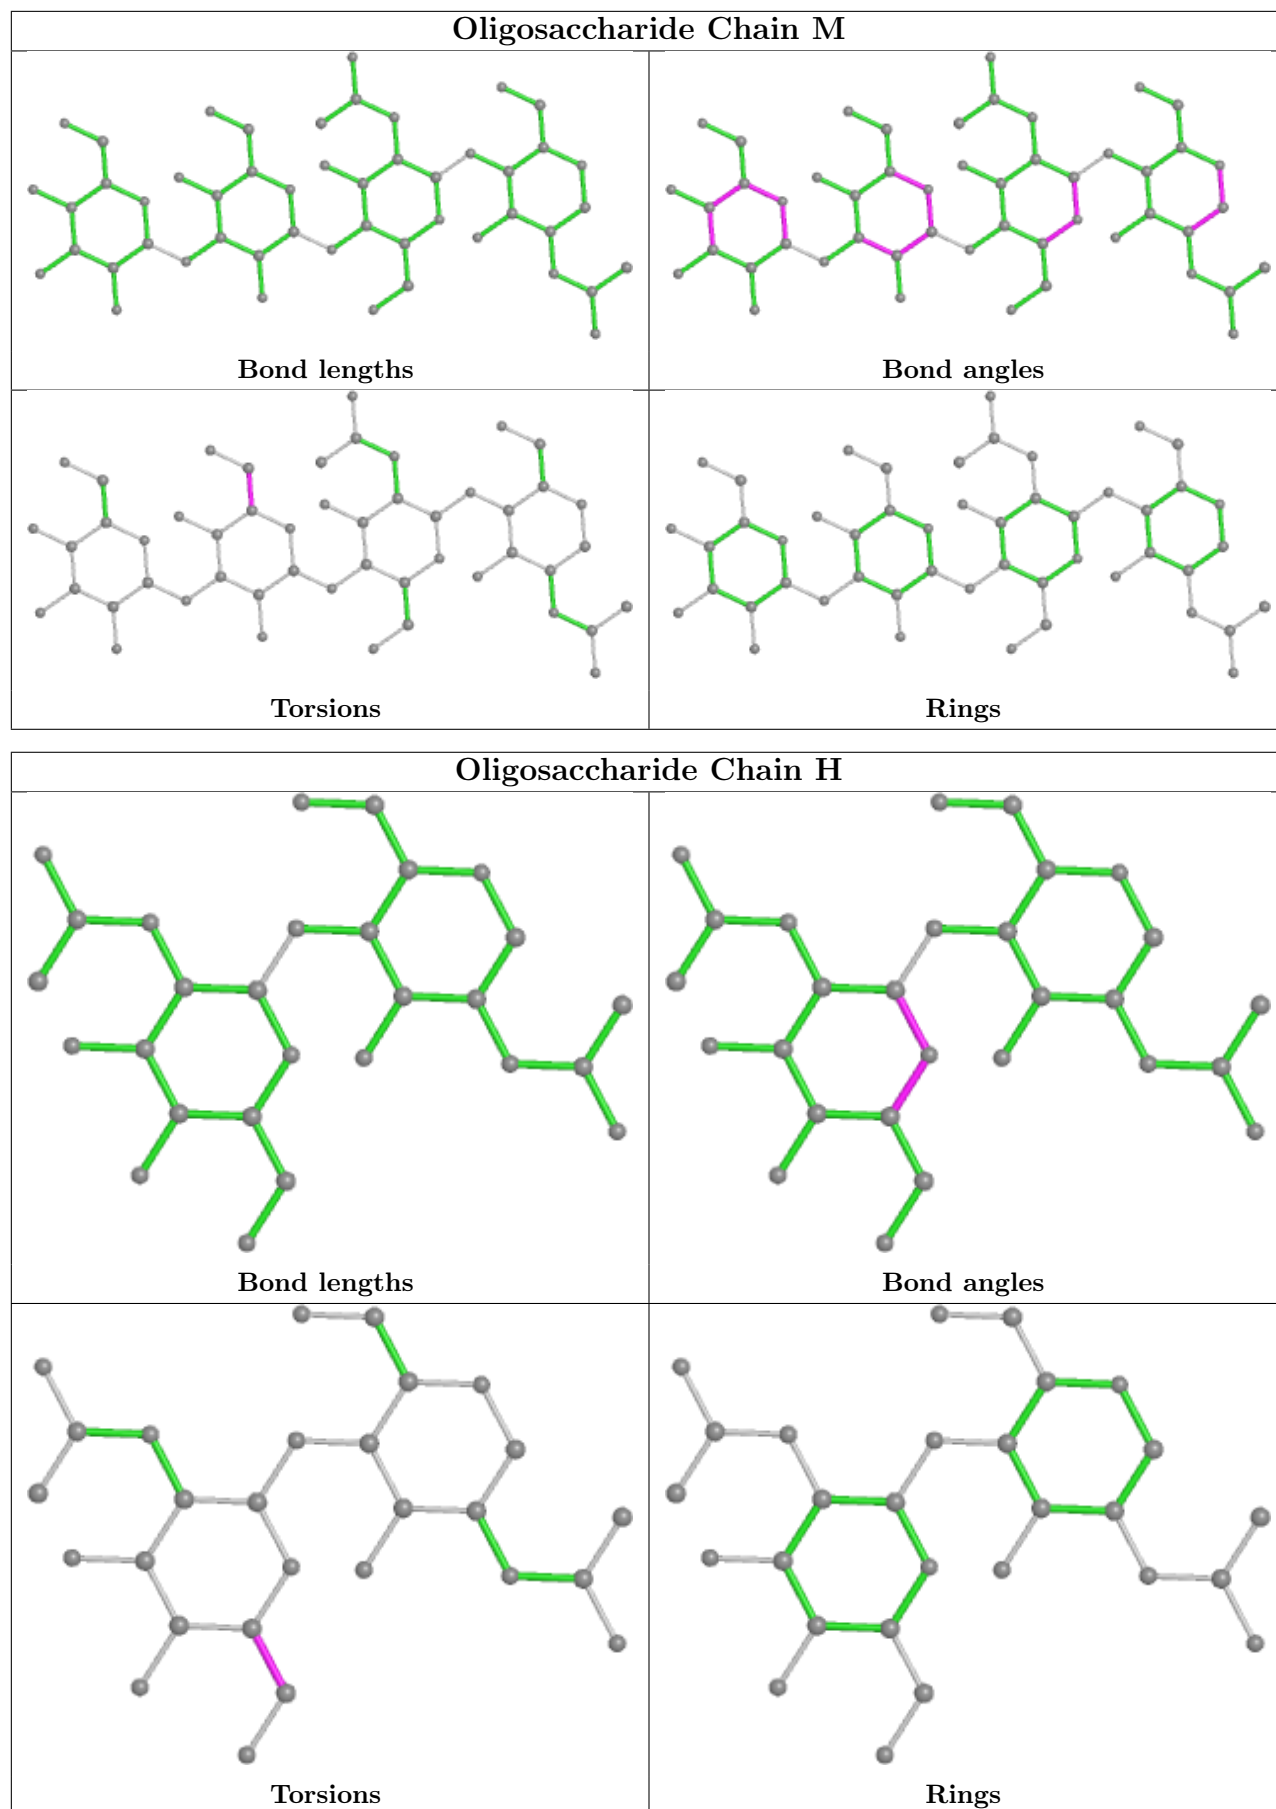 Oligosaccharide Chain M
Bond lengths
Bond angles
Torsions
Rings
Oligosaccharide Chain H
Bond lengths
Bond angles
Torsions
Rings